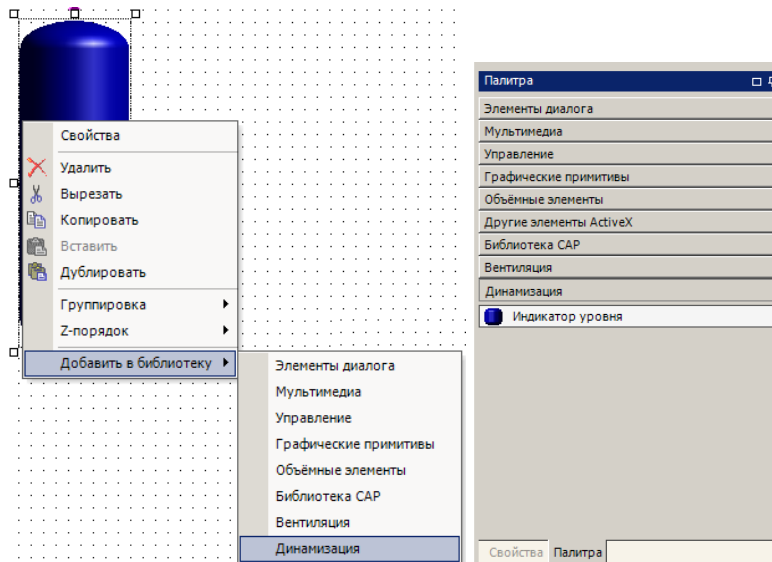 Свойства
Удалить
Вырезать
Копировать
Вставить
Дублировать
Группировка
Z-порядок
Добавить в библиотеку
Элементы диалога
Мультимедиа
Управление
Графические примитивы
Объёмные элементы
Библиотека САР
Вентиляция
Динамизация
Палитра
Элементы диалога
Мультимедиа
Управление
Графические примитивы
Объёмные элементы
Другие элементы ActiveX
Библиотека САР
Вентиляция
Динамизация
Индикатор уровня
Свойства Палитра